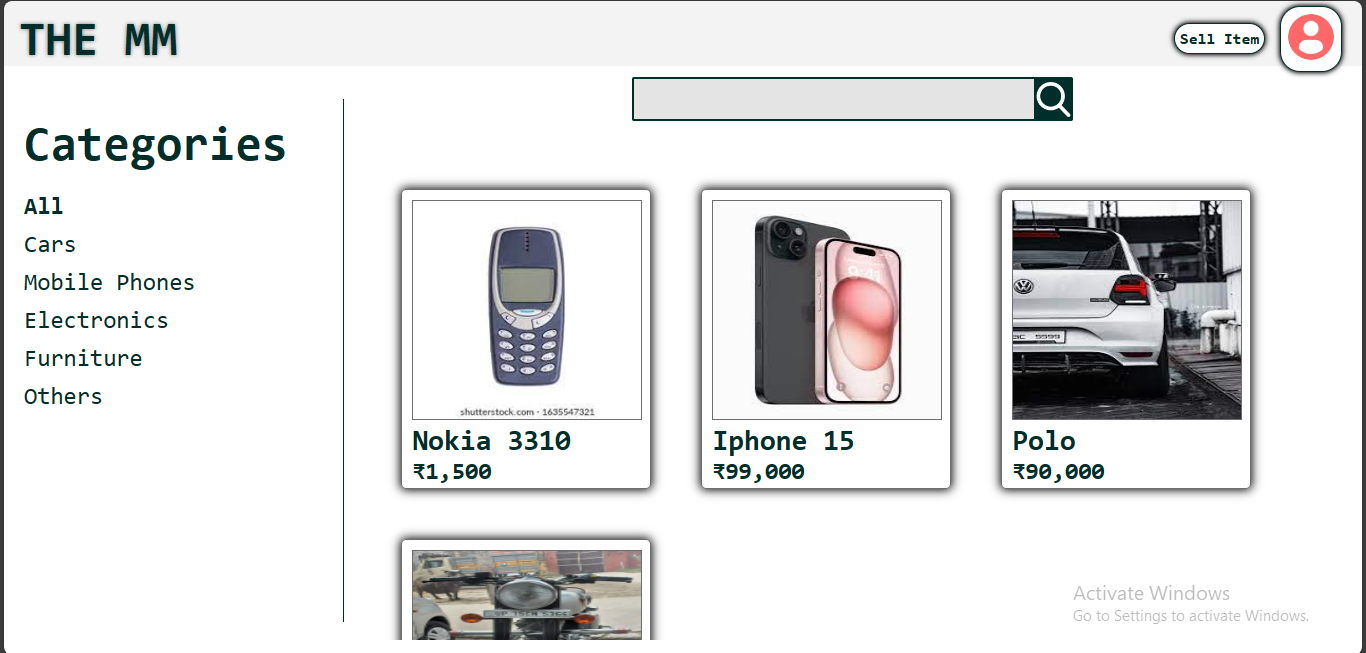 THE MM
Sell Item
Categories
All
Cars
Mobile Phones
Electronics
Furniture
Others
shutterstock.com · 1635547321
Nokia 3310
₹1,500
9:41
Iphone 15
₹99,000
9999
Polo
₹90,000
Activate Windows
Go to Settings to activate Windows.